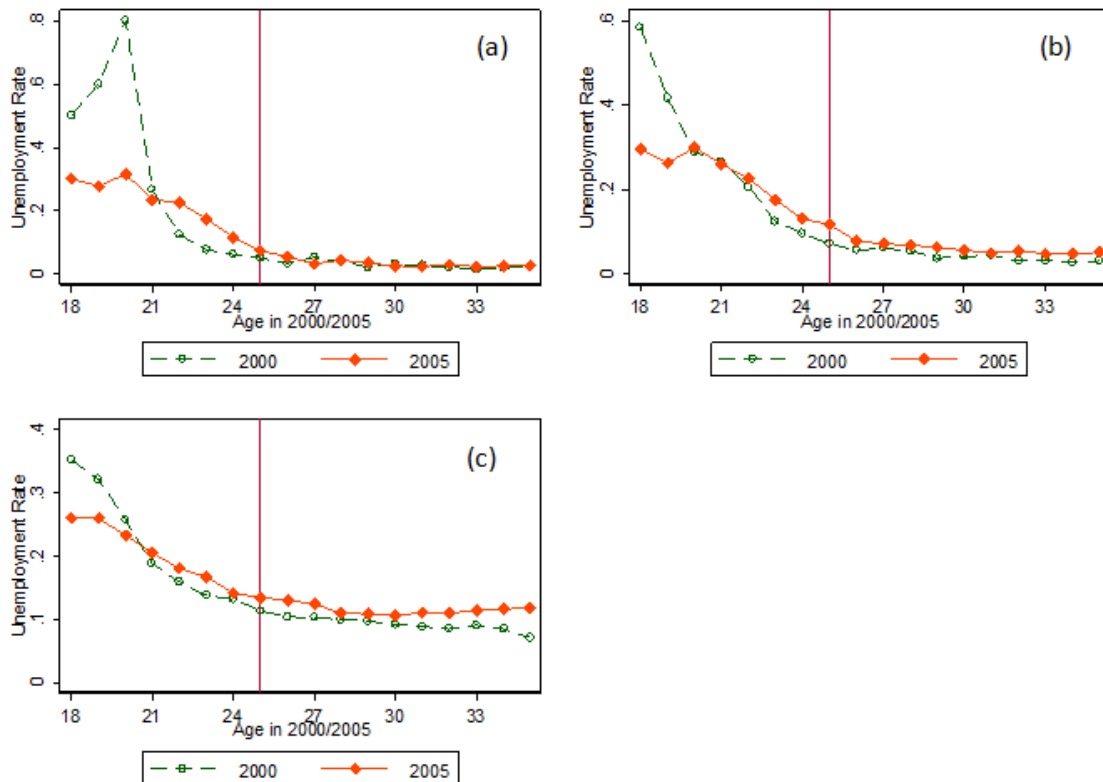 (a)
Unemployment Rate
.8
.6
.4
.2
0
18 21 24 27 30 33
Age in 2000/2005
2000 2005
(b)
Unemployment Rate
.6
.4
.2
0
18 21 24 27 30 33
Age in 2000/2005
2000 2005
(c)
Unemployment Rate
.4
.3
.2
.1
0
18 21 24 27 30 33
Age in 2000/2005
2000 2005